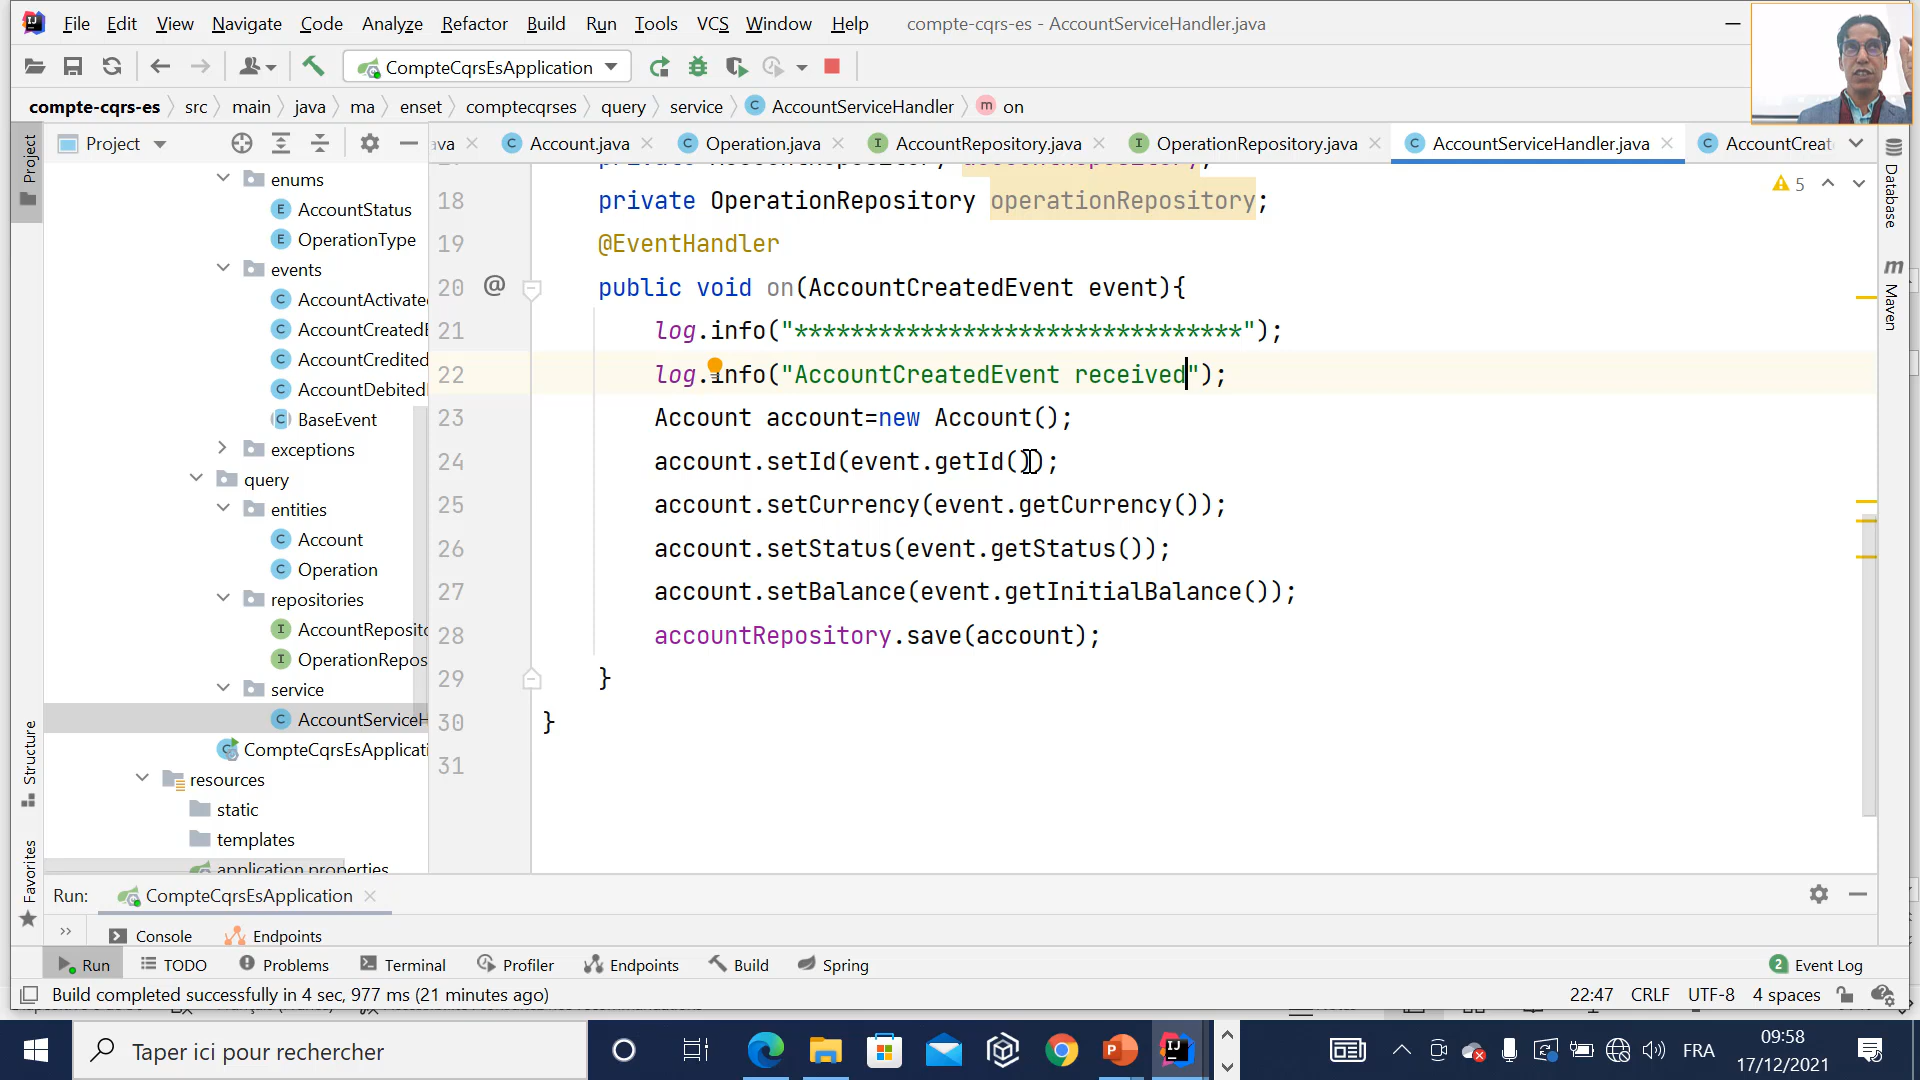 File Edit View Navigate Code Analyze Refactor Build Run Tools VCS Window Help compte-cqrs-es - AccountServiceHandler.java
CompteCqrsEsApplication
compte-cqrs-es src main java ma enset comptecqrses query service AccountServiceHandler on
Project
ava Account.java Operation.java AccountRepository.java OperationRepository.java AccountServiceHandler.java AccountCreat
enums
AccountStatus
OperationType
events
AccountActivate
AccountCreatedE
AccountCredited
AccountDebitedE
BaseEvent
exceptions
query
entities
Account
Operation
repositories
AccountReposito
OperationRepos
service
AccountServiceH
CompteCqrsEsApplicati
resources
static
templates
application.properties
5
18 private OperationRepository operationRepository;
19 @EventHandler
20 @ public void on(AccountCreatedEvent event){
21 log.info("********************************");
22 log.info("AccountCreatedEvent received");
23 Account account=new Account();
24 account.setId(event.getId());
25 account.setCurrency(event.getCurrency());
26 account.setStatus(event.getStatus());
27 account.setBalance(event.getInitialBalance());
28 accountRepository.save(account);
29 }
30 }
31
Project
Structure
Favorites
Database
Maven
Run: CompteCqrsEsApplication
Console Endpoints
Run TODO Problems Terminal Profiler Endpoints Build Spring 2 Event Log
Build completed successfully in 4 sec, 977 ms (21 minutes ago) 22:47 CRLF UTF-8 4 spaces
Taper ici pour rechercher
FRA
09:58
17/12/2021